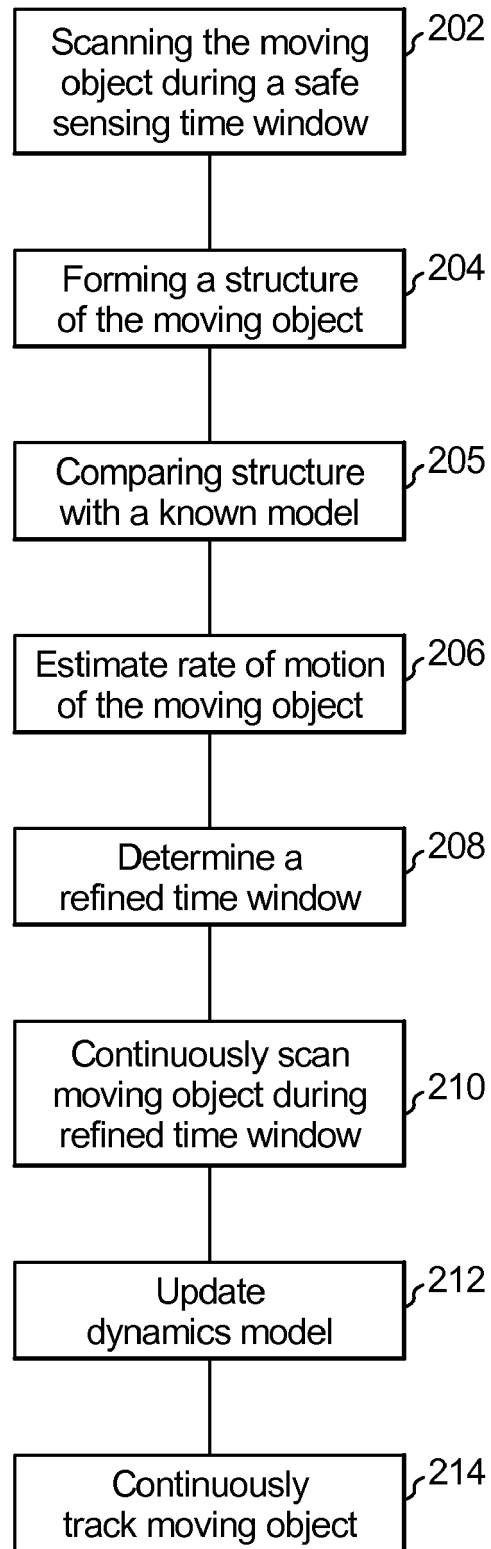 Scanning the moving
object during a safe
sensing time window
202
Forming a structure
of the moving object
204
Comparing structure
with a known model
205
Estimate rate of motion
of the moving object
206
Determine a
refined time window
208
Continuously scan
moving object during
refined time window
210
Update
dynamics model
212
Continuously
track moving object
214